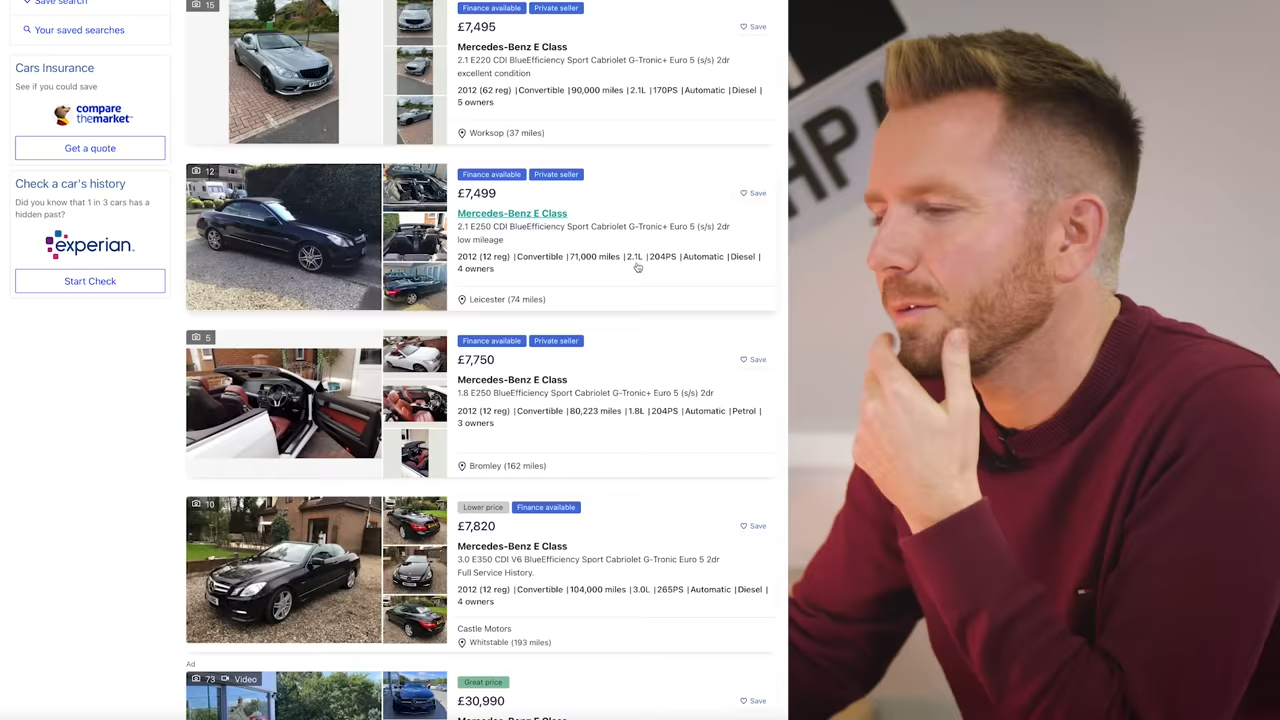 Save search
Your saved searches
Cars Insurance
See if you could save
compare
themarket
Get a quote
Check a car's history
Did you know that 1 in 3 cars has a
hidden past?
experian.
Start Check
15
Finance available Private seller
£7,495
Save
Mercedes-Benz E Class
2.1 E220 CDI BlueEfficiency Sport Cabriolet G-Tronic+ Euro 5 (s/s) 2dr
excellent condition
2012 (62 reg) | Convertible | 90,000 miles | 2.1L | 170PS | Automatic | Diesel |
5 owners
Worksop (37 miles)
12
Finance available Private seller
£7,499
Save
Mercedes-Benz E Class
2.1 E250 CDI BlueEfficiency Sport Cabriolet G-Tronic+ Euro 5 (s/s) 2dr
low mileage
2012 (12 reg) | Convertible | 71,000 miles | 2.1L | 204PS | Automatic | Diesel |
4 owners
Leicester (74 miles)
5
Finance available Private seller
£7,750
Save
Mercedes-Benz E Class
1.8 E250 BlueEfficiency Sport Cabriolet G-Tronic+ Euro 5 (s/s) 2dr
2012 (12 reg) | Convertible | 80,223 miles | 1.8L | 204PS | Automatic | Petrol |
3 owners
Bromley (162 miles)
10
Lower price Finance available
£7,820
Save
Mercedes-Benz E Class
3.0 E350 CDI V6 BlueEfficiency Sport Cabriolet G-Tronic Euro 5 2dr
Full Service History.
2012 (12 reg) | Convertible | 104,000 miles | 3.0L | 265PS | Automatic | Diesel |
4 owners
Castle Motors
Whitstable (193 miles)
Ad
73 Video
Great price
£30,990
Save
Mercedes-Benz E Class
HPA